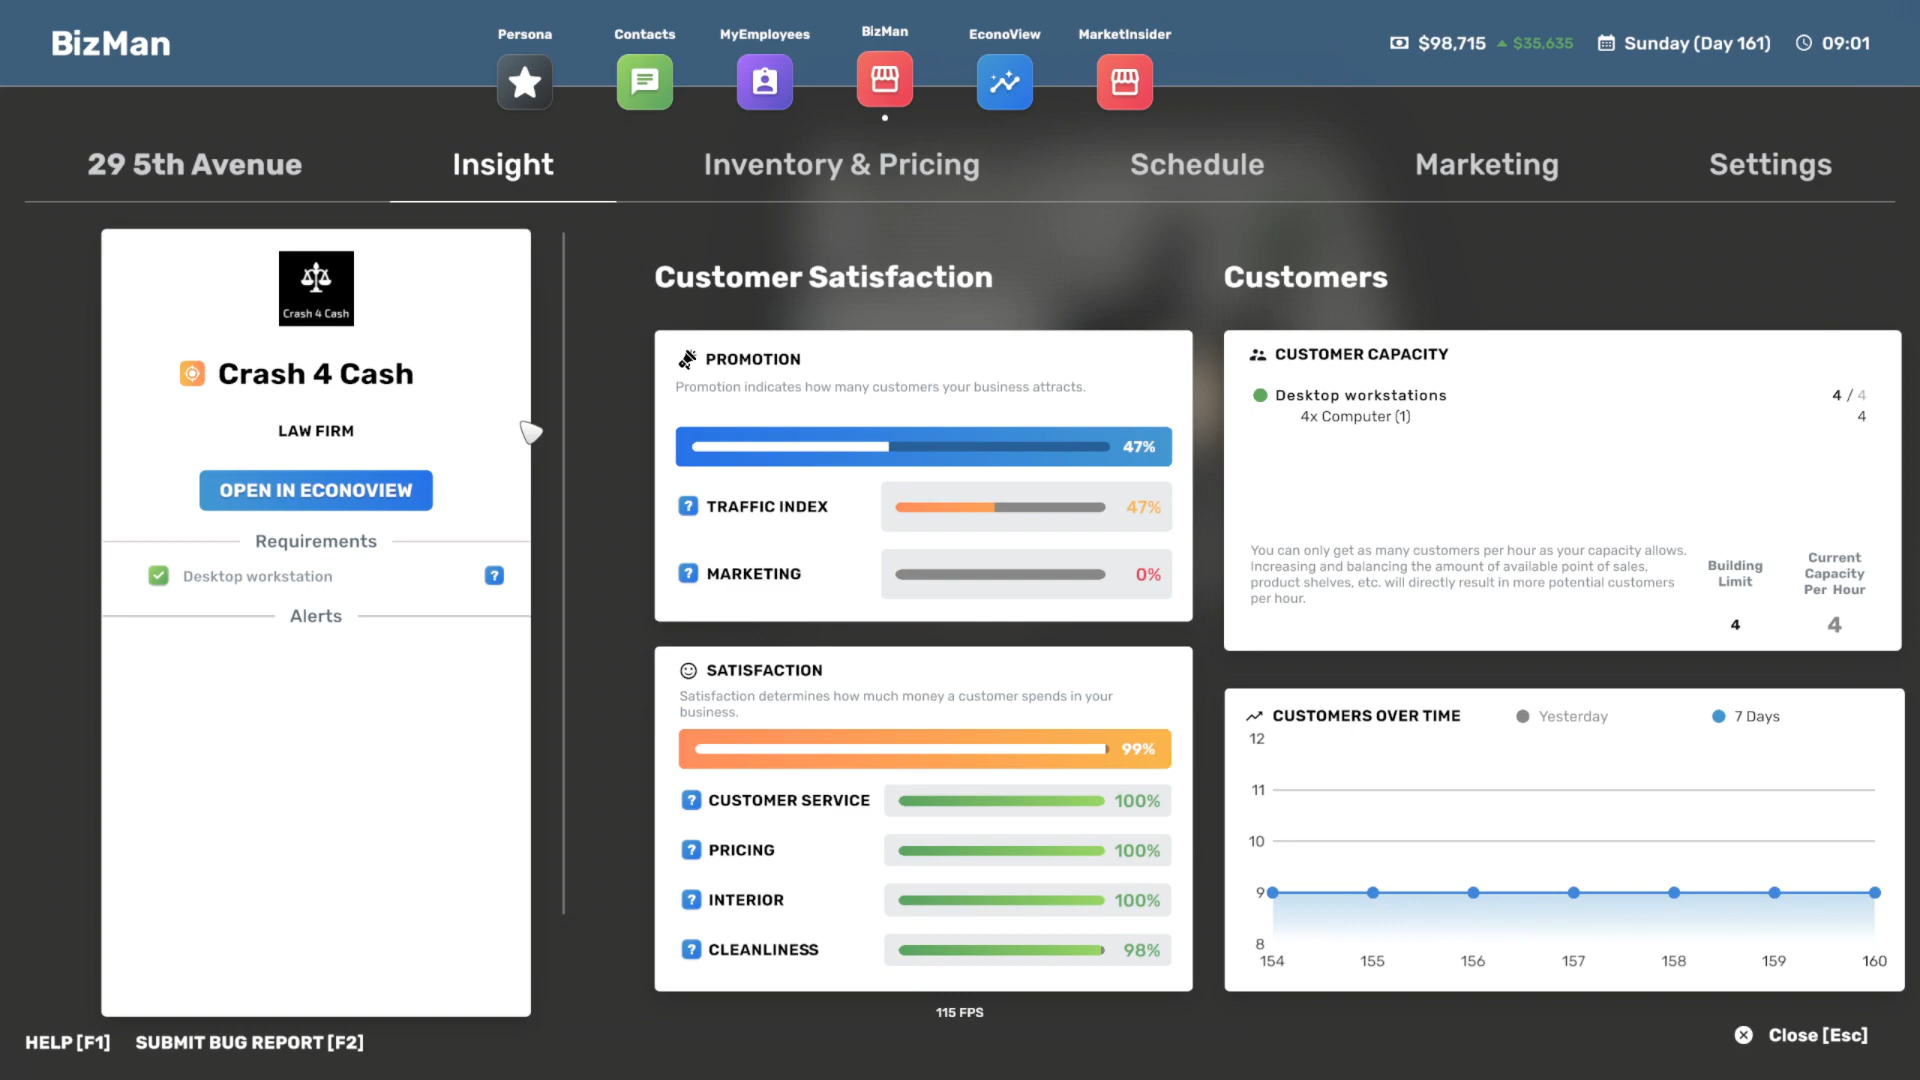 BizMan
Persona
Contacts
MyEmployees
BizMan
EconoView
MarketInsider
$98,715
$35,635
Sunday (Day 161)
09:01
29 5th Avenue
Insight
Inventory & Pricing
Schedule
Marketing
Settings
Crash 4 Cash
Crash 4 Cash
LAW FIRM
OPEN IN ECONOVIEW
Requirements
Desktop workstation
?
Alerts
Customer Satisfaction
PROMOTION
Promotion indicates how many customers your business attracts.
47%
? TRAFFIC INDEX 47%
? MARKETING 0%
SATISFACTION
Satisfaction determines how much money a customer spends in your
business.
99%
? CUSTOMER SERVICE 100%
? PRICING 100%
? INTERIOR 100%
? CLEANLINESS 98%
Customers
CUSTOMER CAPACITY
Desktop workstations 4 / 4
4x Computer (1) 4
You can only get as many customers per hour as your capacity allows.
Increasing and balancing the amount of available point of sales,
product shelves, etc. will directly result in more potential customers
per hour.
Building
Limit
4
Current
Capacity
Per Hour
4
CUSTOMERS OVER TIME
Yesterday
7 Days
12
11
10
9
8
154 155 156 157 158 159 160
115 FPS
HELP [F1]
SUBMIT BUG REPORT [F2]
Close [Esc]